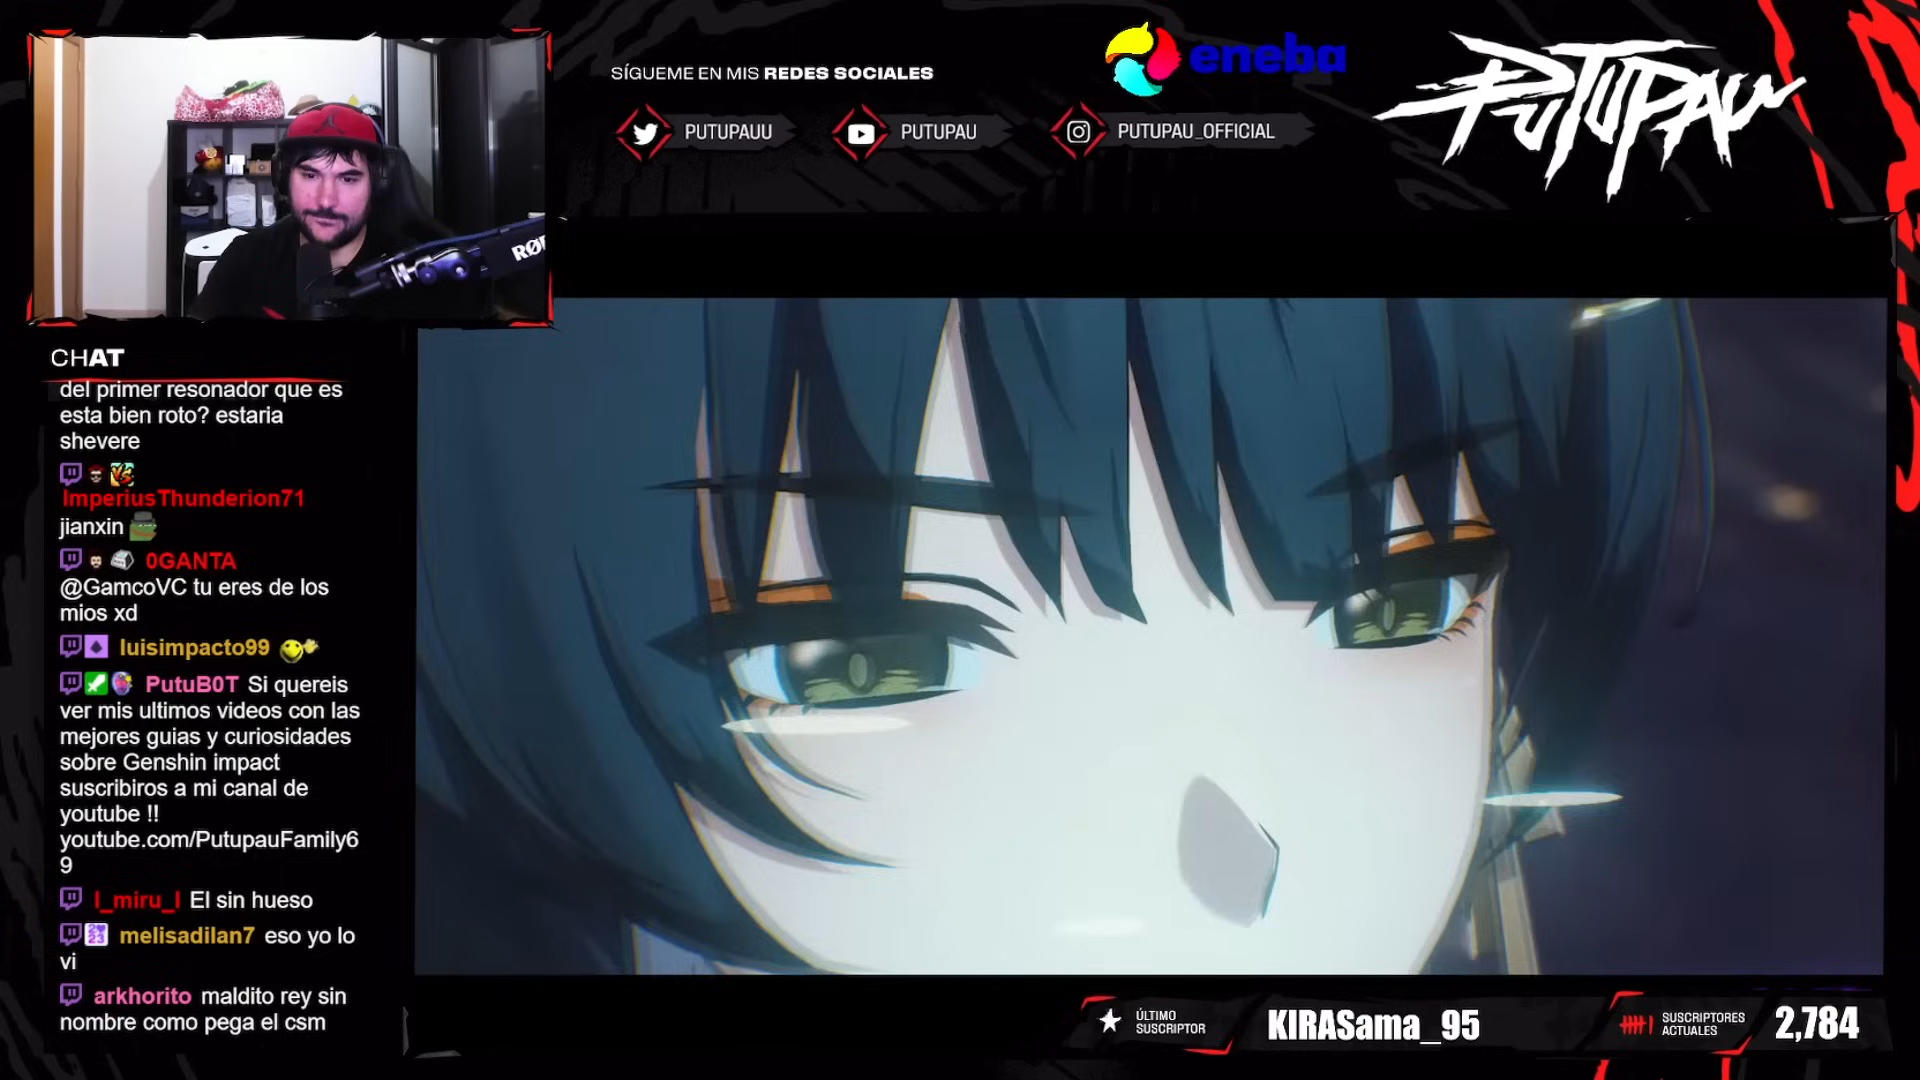 SÍGUEME EN MIS REDES SOCIALES
eneba
PUTUPAU
PUTUPAUU
PUTUPAU
PUTUPAU_OFFICIAL
RØD
CHAT
del primer resonador que es
esta bien roto? estaria
shevere
ImperiusThunderion71
jianxin
0GANTA
@GamcoVC tu eres de los
mios xd
luisimpacto99
PutuB0T Si quereis
ver mis ultimos videos con las
mejores guias y curiosidades
sobre Genshin impact
suscribiros a mi canal de
youtube !!
youtube.com/PutupauFamily6
9
I_miru_I El sin hueso
melisadilan7 eso yo lo
vi
arkhorito maldito rey sin
nombre como pega el csm
ÚLTIMO
SUSCRIPTOR
KIRASama_95
SUSCRIPTORES
ACTUALES
2,784